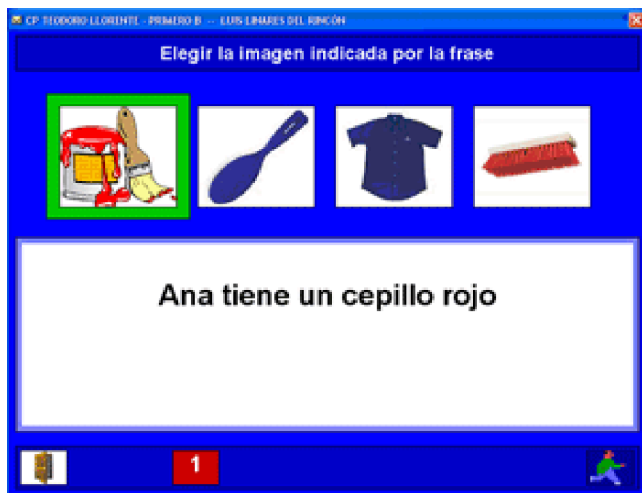 CP TEODORO LLORENTE - PRIMERO B -- LUIS LINARES DEL RINCÓN
Elegir la imagen indicada por la frase
Ana tiene un cepillo rojo
1